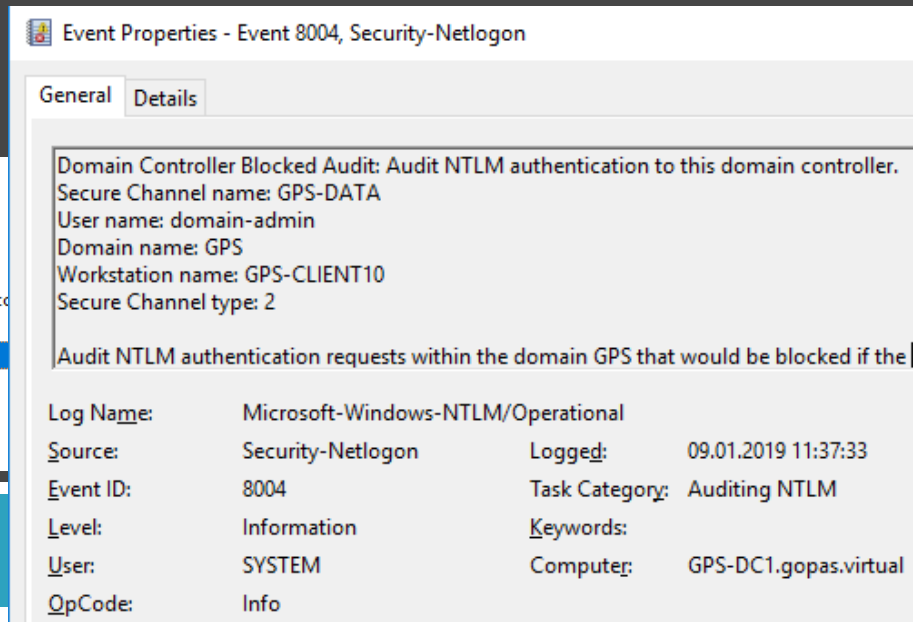 Event Properties - Event 8004, Security-Netlogon
General Details
Domain Controller Blocked Audit: Audit NTLM authentication to this domain controller.
Secure Channel name: GPS-DATA
User name: domain-admin
Domain name: GPS
Workstation name: GPS-CLIENT10
Secure Channel type: 2
Audit NTLM authentication requests within the domain GPS that would be blocked if the
Log Name: Microsoft-Windows-NTLM/Operational
Source: Security-Netlogon Logged: 09.01.2019 11:37:33
Event ID: 8004 Task Category: Auditing NTLM
Level: Information Keywords:
User: SYSTEM Computer: GPS-DC1.gopas.virtual
OpCode: Info